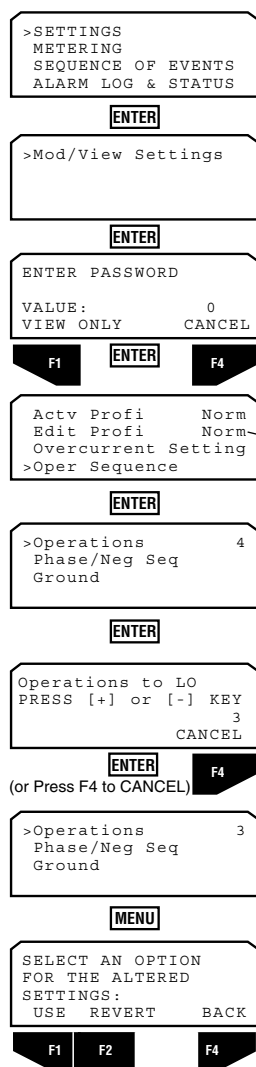 >SETTINGS
METERING
SEQUENCE OF EVENTS
ALARM LOG & STATUS
ENTER
>Mod/View Settings
ENTER
ENTER PASSWORD
VALUE: 0
VIEW ONLY CANCEL
F1 ENTER F4
Actv Profi Norm
Edit Profi Norm
Overcurrent Setting
>Oper Sequence
ENTER
>Operations 4
Phase/Neg Seq
Ground
ENTER
Operations to LO
PRESS [+] or [-] KEY
3
CANCEL
ENTER F4
(or Press F4 to CANCEL)
>Operations 3
Phase/Neg Seq
Ground
MENU
SELECT AN OPTION
FOR THE ALTERED
SETTINGS:
USE REVERT BACK
F1 F2 F4